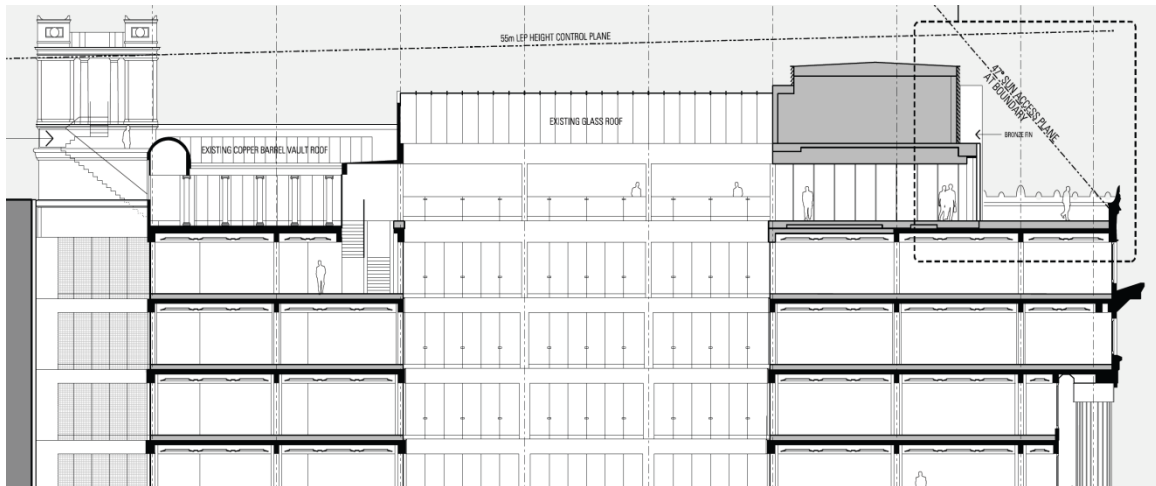 55m LEP HEIGHT CONTROL PLANE
47° SUN ACCESS PLANE
AT BOUNDARY
EXISTING GLASS ROOF
BRONZE FIN
EXISTING COPPER BARREL VAULT ROOF